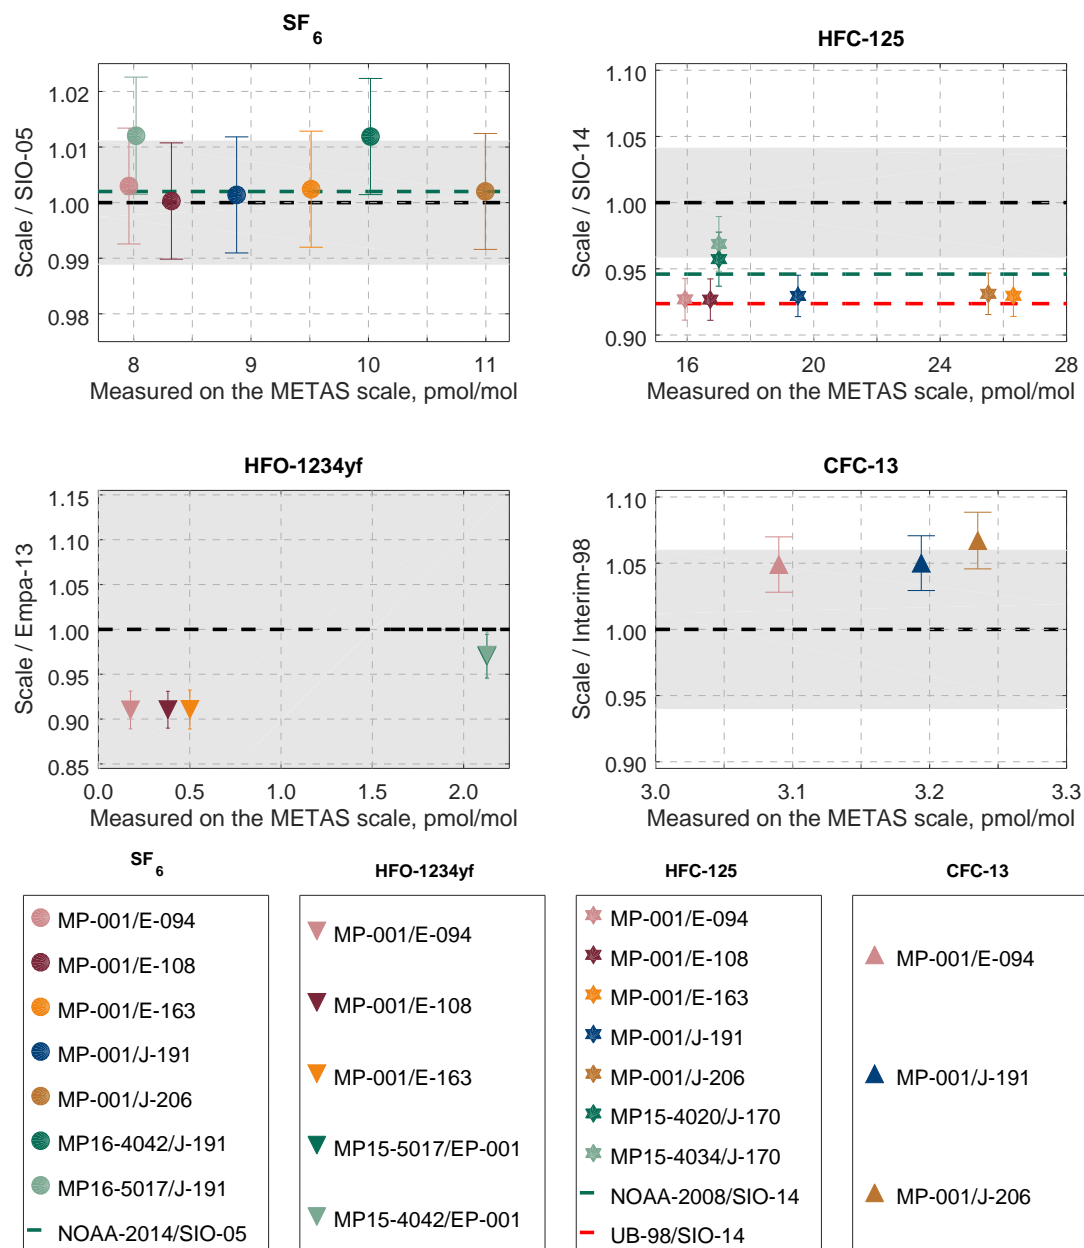 SF6
1.02
1.01
1.00
0.99
0.98
Scale / SIO-05
8 9 10 11
Measured on the METAS scale, pmol/mol
HFC-125
1.10
1.05
1.00
0.95
0.90
Scale / SIO-14
16 20 24 28
Measured on the METAS scale, pmol/mol
HFO-1234yf
1.15
1.10
1.05
1.00
0.95
0.90
0.85
Scale / Empa-13
0.0 0.5 1.0 1.5 2.0
Measured on the METAS scale, pmol/mol
CFC-13
1.10
1.05
1.00
0.95
0.90
Scale / Interim-98
3.0 3.1 3.2 3.3
Measured on the METAS scale, pmol/mol
SF6
MP-001/E-094
MP-001/E-108
MP-001/E-163
MP-001/J-191
MP-001/J-206
MP16-4042/J-191
MP16-5017/J-191
NOAA-2014/SIO-05
HFO-1234yf
MP-001/E-094
MP-001/E-108
MP-001/E-163
MP15-5017/EP-001
MP15-4042/EP-001
HFC-125
MP-001/E-094
MP-001/E-108
MP-001/E-163
MP-001/J-191
MP-001/J-206
MP15-4020/J-170
MP15-4034/J-170
NOAA-2008/SIO-14
UB-98/SIO-14
CFC-13
MP-001/E-094
MP-001/J-191
MP-001/J-206